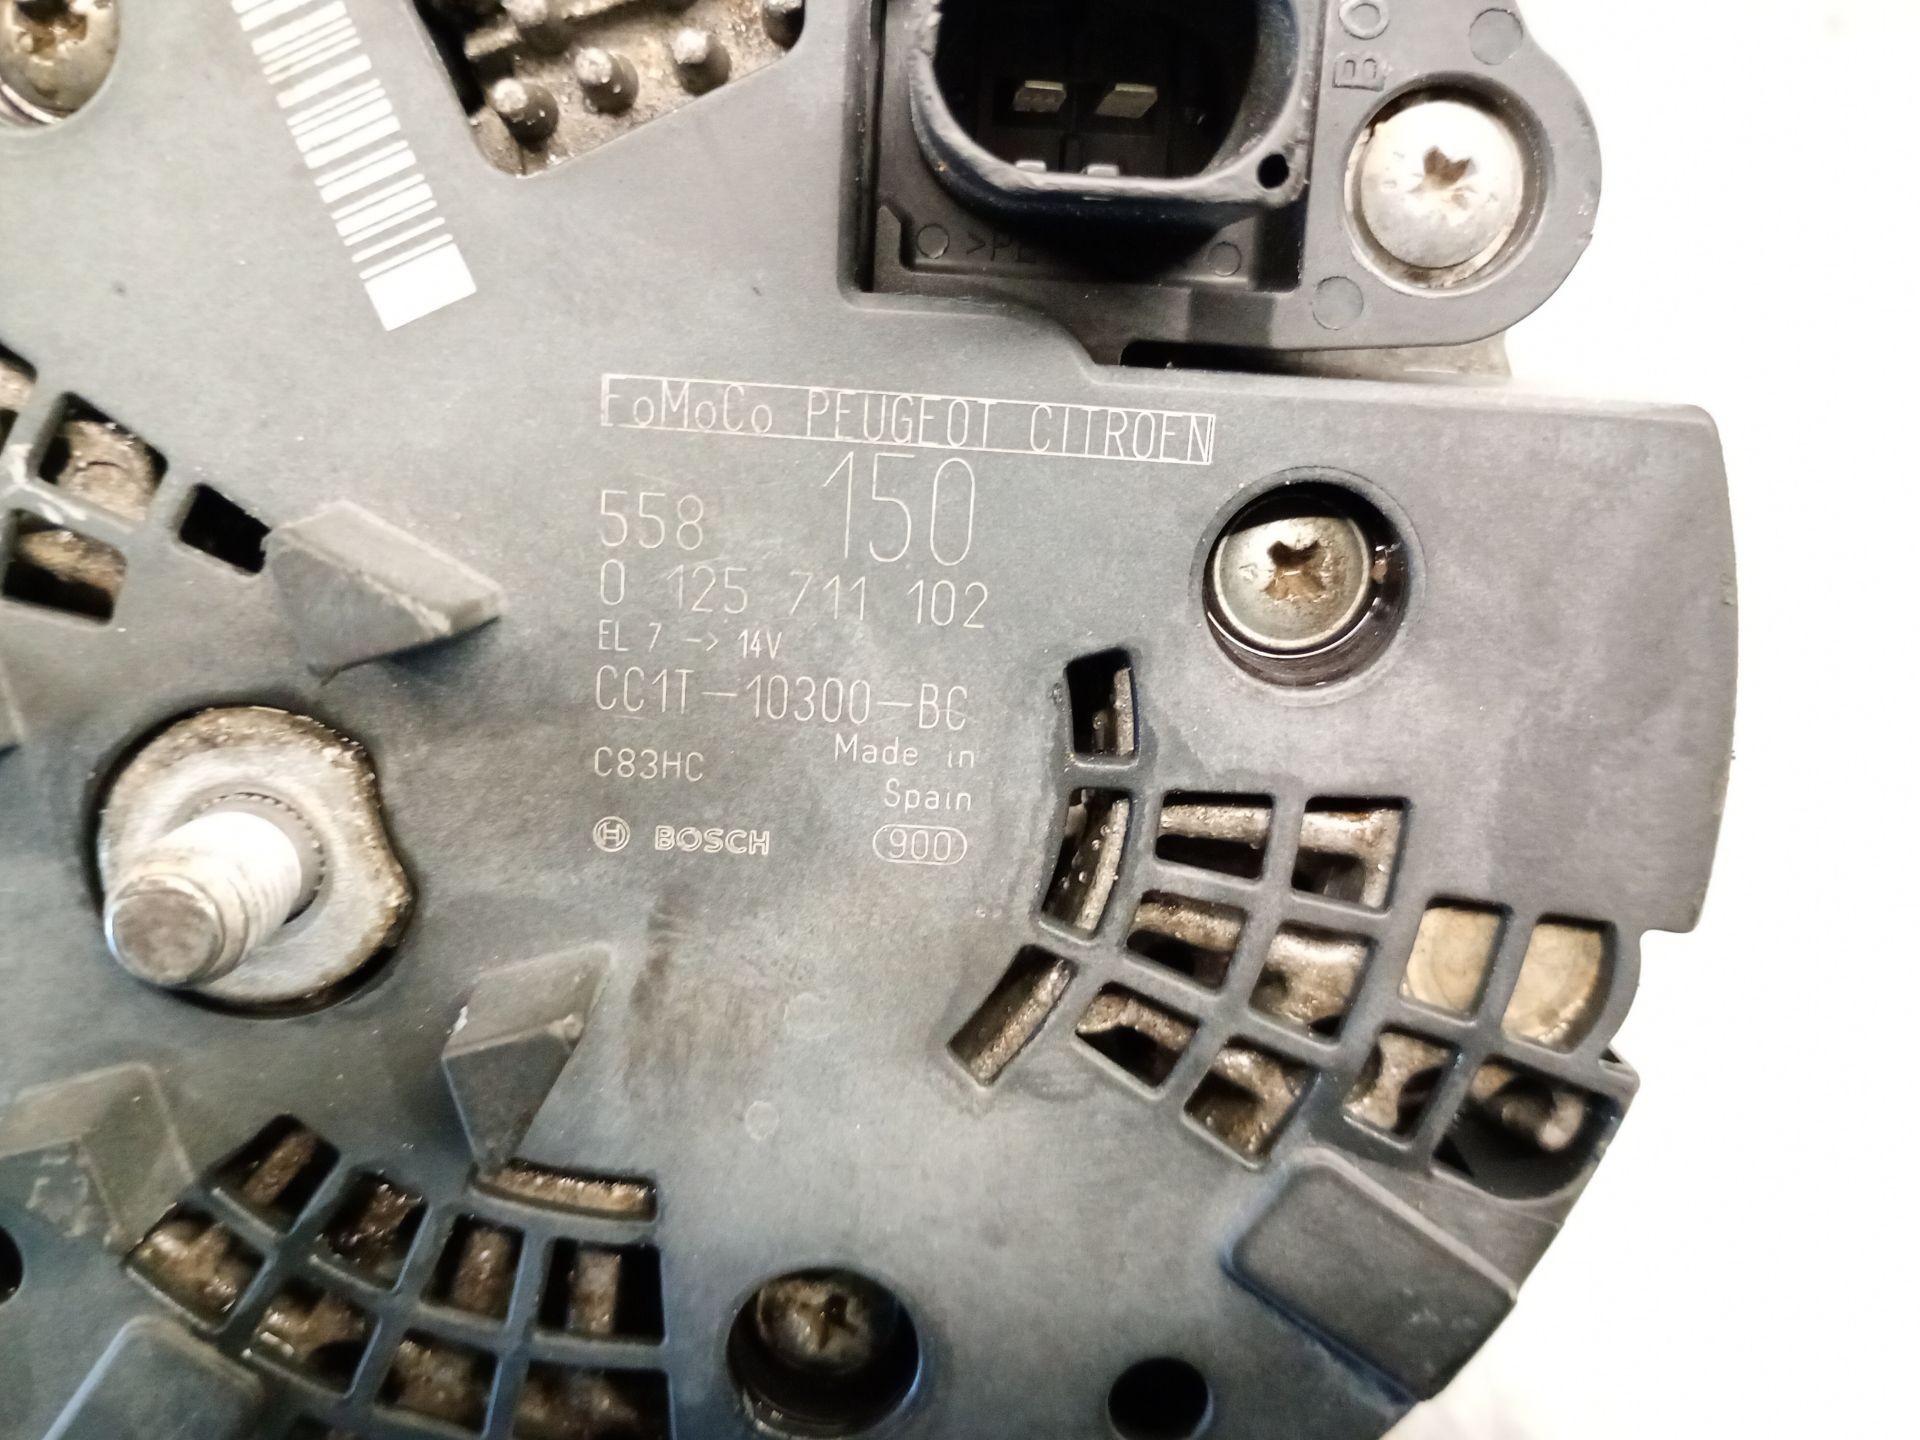 FoMoCo PEUGEOT CITROEN
558 150
0 125 711 102
EL 7 -> 14V
CC1T-10300-BC
C83HC Made in
Spain
BOSCH 900